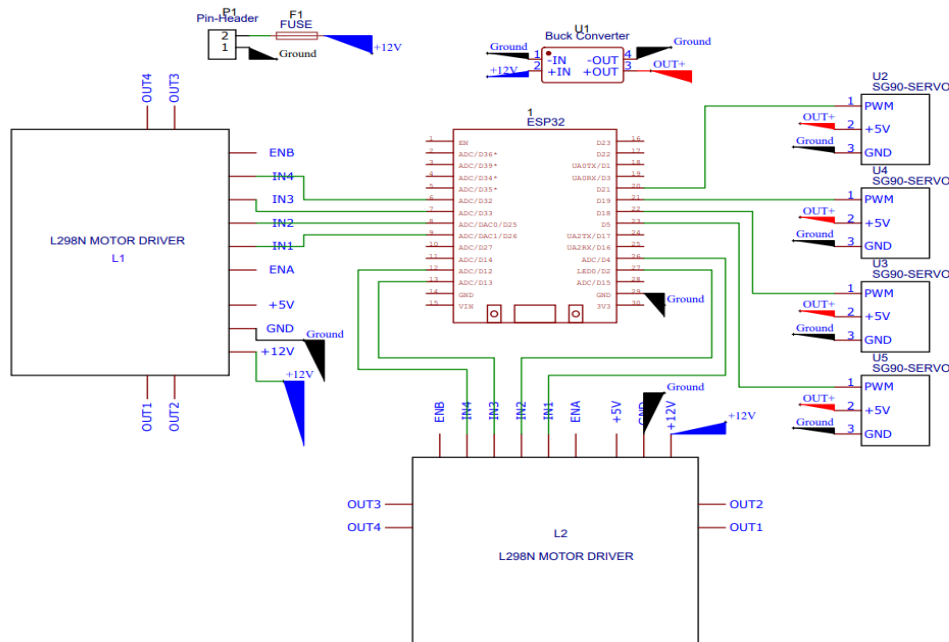 P1
Pin-Header
2
1
Ground
F1
FUSE
+12V
U1
Buck Converter
Ground
+12V
1
2
-IN
+IN
-OUT
+OUT
4
3
Ground
OUT+
OUT4
OUT3
ENB
IN4
IN3
IN2
IN1
ENA
+5V
GND
+12V
L298N MOTOR DRIVER
L1
OUT1
OUT2
Ground
+12V
1
ESP32
1 EN
2 ADC/D36*
3 ADC/D39*
4 ADC/D34*
5 ADC/D35*
6 ADC/D32
7 ADC/D33
8 ADC/DAC0/D25
9 ADC/DAC1/D26
10 ADC/D27
11 ADC/D14
12 ADC/D12
13 ADC/D13
14 GND
15 VIN
D23 16
D22 17
UA0TX/D1 18
UA0RX/D3 19
D21 20
D19 21
D18 22
D5 23
UA2TX/D17 24
UA2RX/D16 25
ADC/D4 26
LED0/D2 27
ADC/D15 28
GND 29
3V3 30
Ground
U2
SG90-SERVO
1 PWM
OUT+ 2 +5V
Ground 3 GND
U4
SG90-SERVO
1 PWM
OUT+ 2 +5V
Ground 3 GND
U3
SG90-SERVO
1 PWM
OUT+ 2 +5V
Ground 3 GND
U5
SG90-SERVO
1 PWM
OUT+ 2 +5V
Ground 3 GND
ENB
IN4
IN3
IN2
IN1
ENA
+5V
GND
+12V
Ground
+12V
OUT3
OUT4
OUT2
OUT1
L2
L298N MOTOR DRIVER